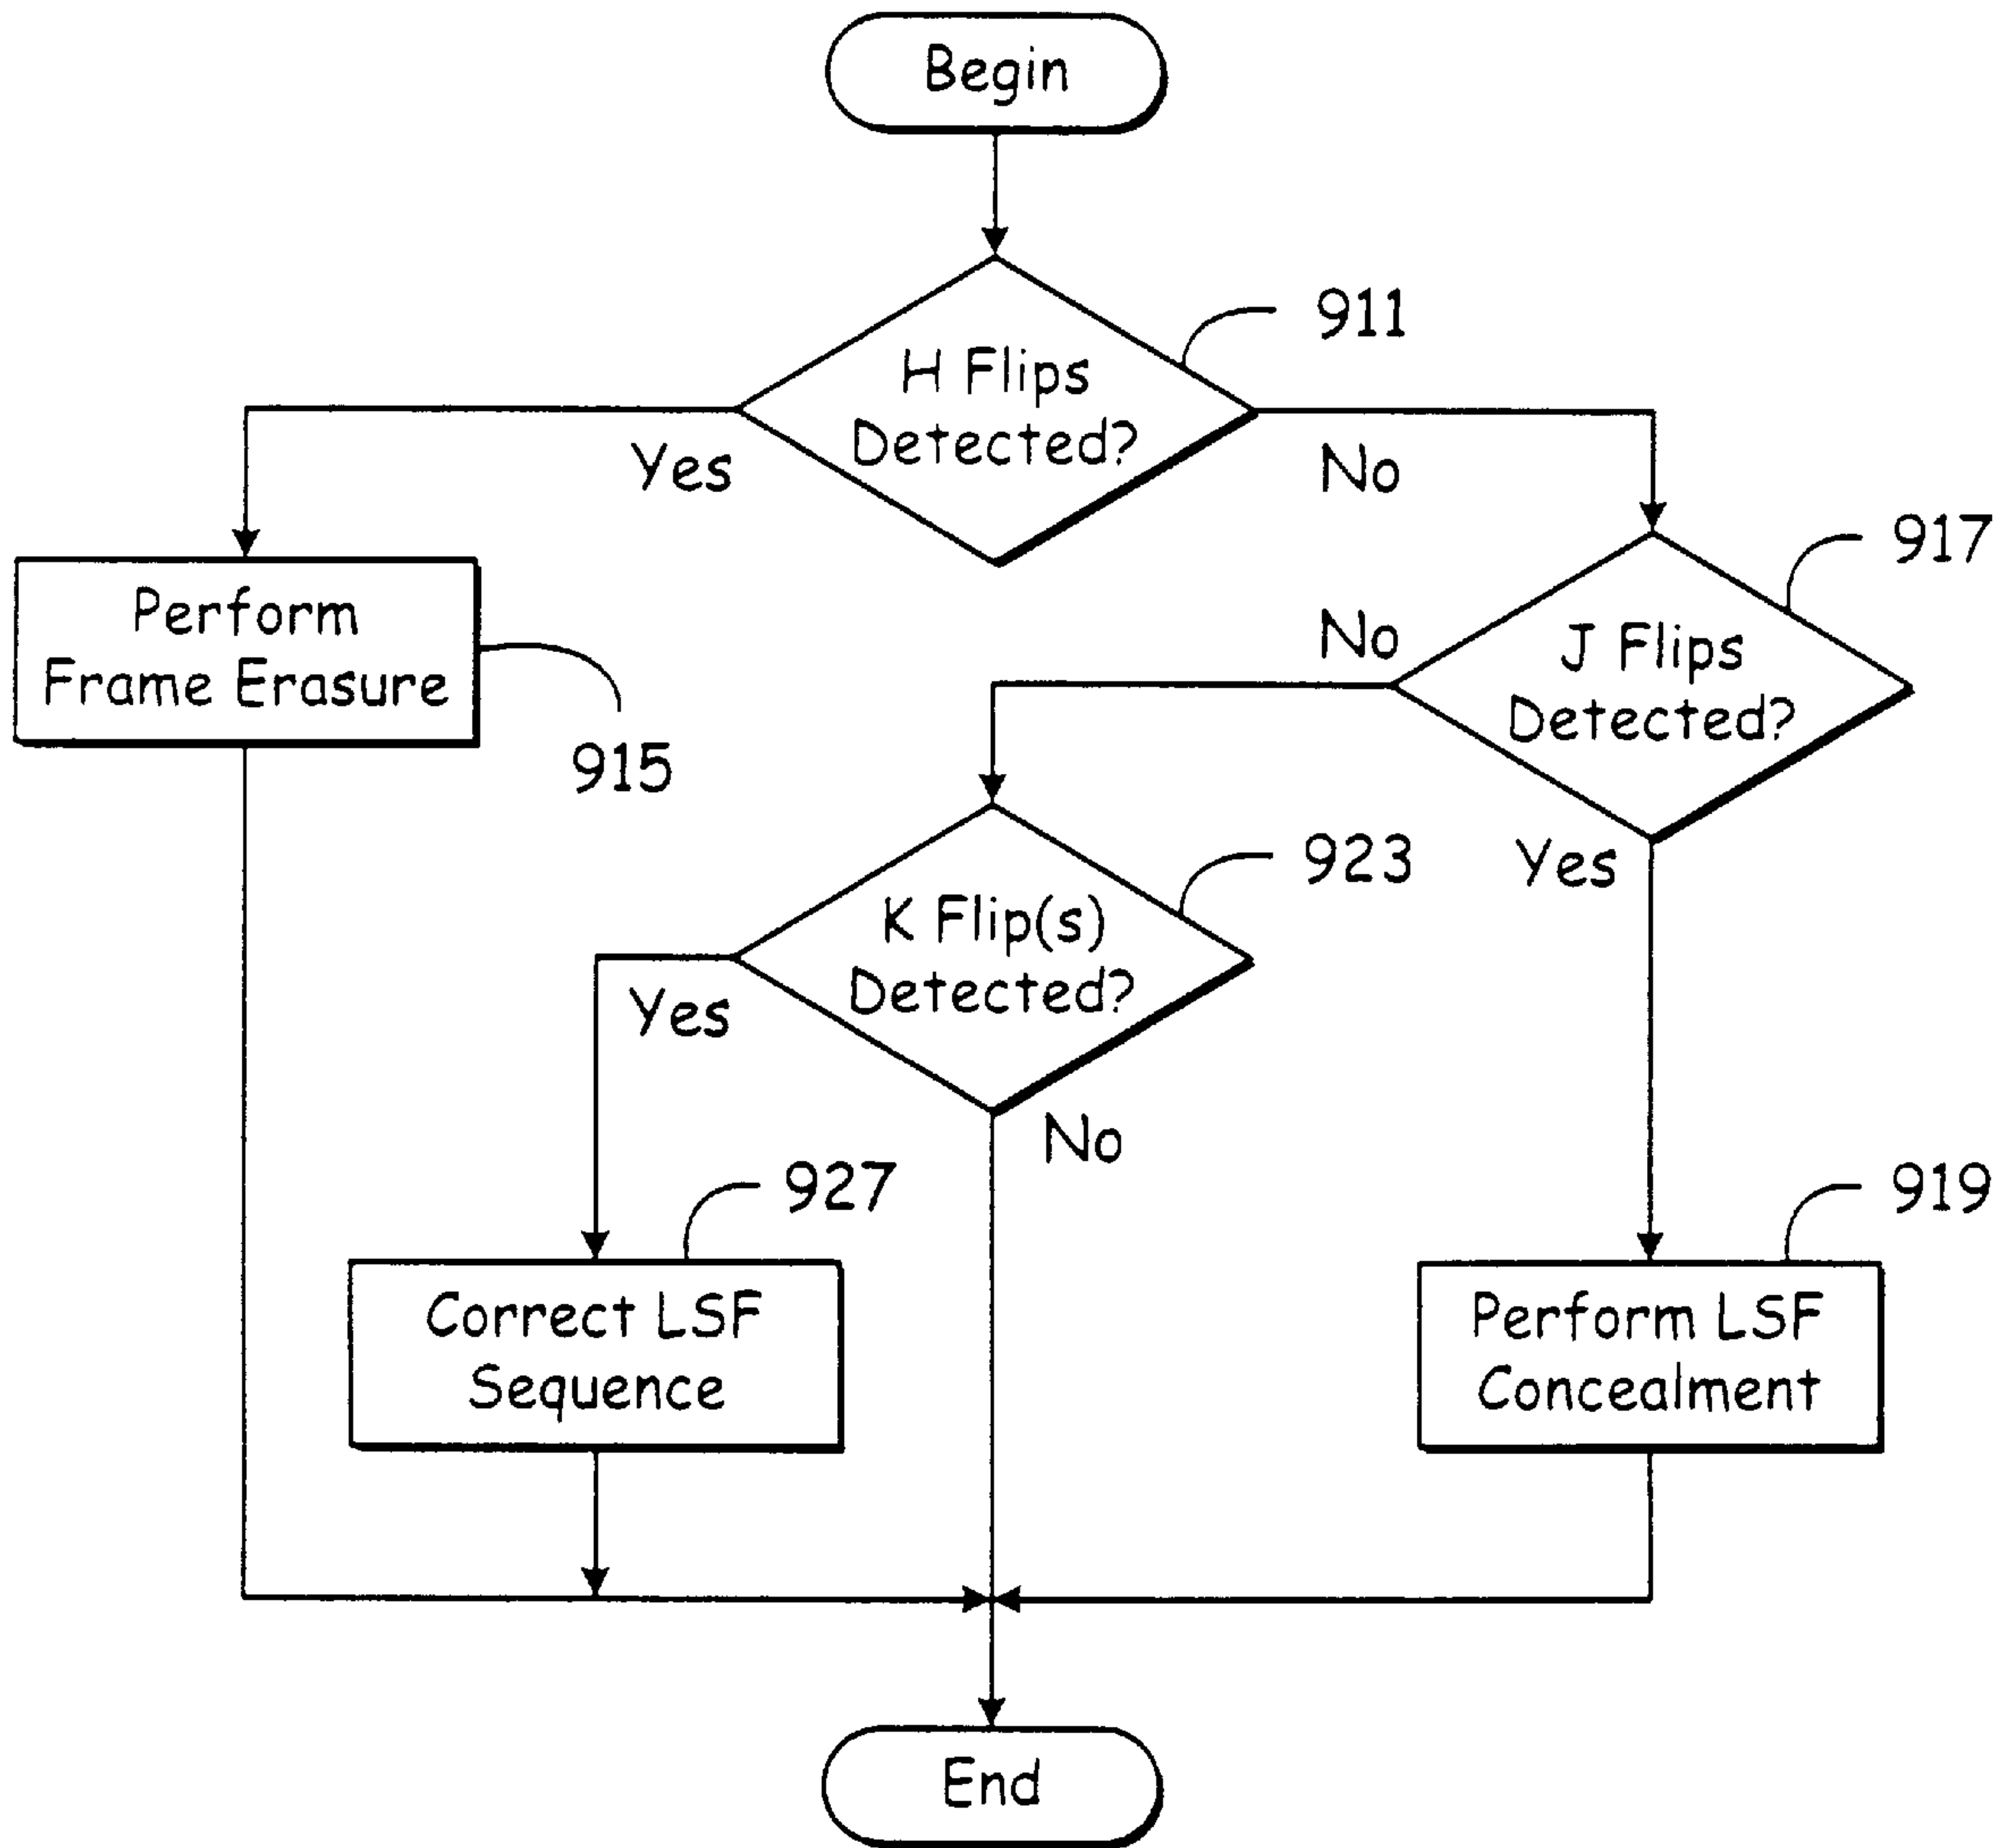 Begin
911
H Flips
Detected?
Yes
No
917
Perform
Frame Erasure
915
No
J Flips
Detected?
Yes
923
K Flip(s)
Detected?
Yes
No
927
Correct LSF
Sequence
919
Perform LSF
Concealment
End